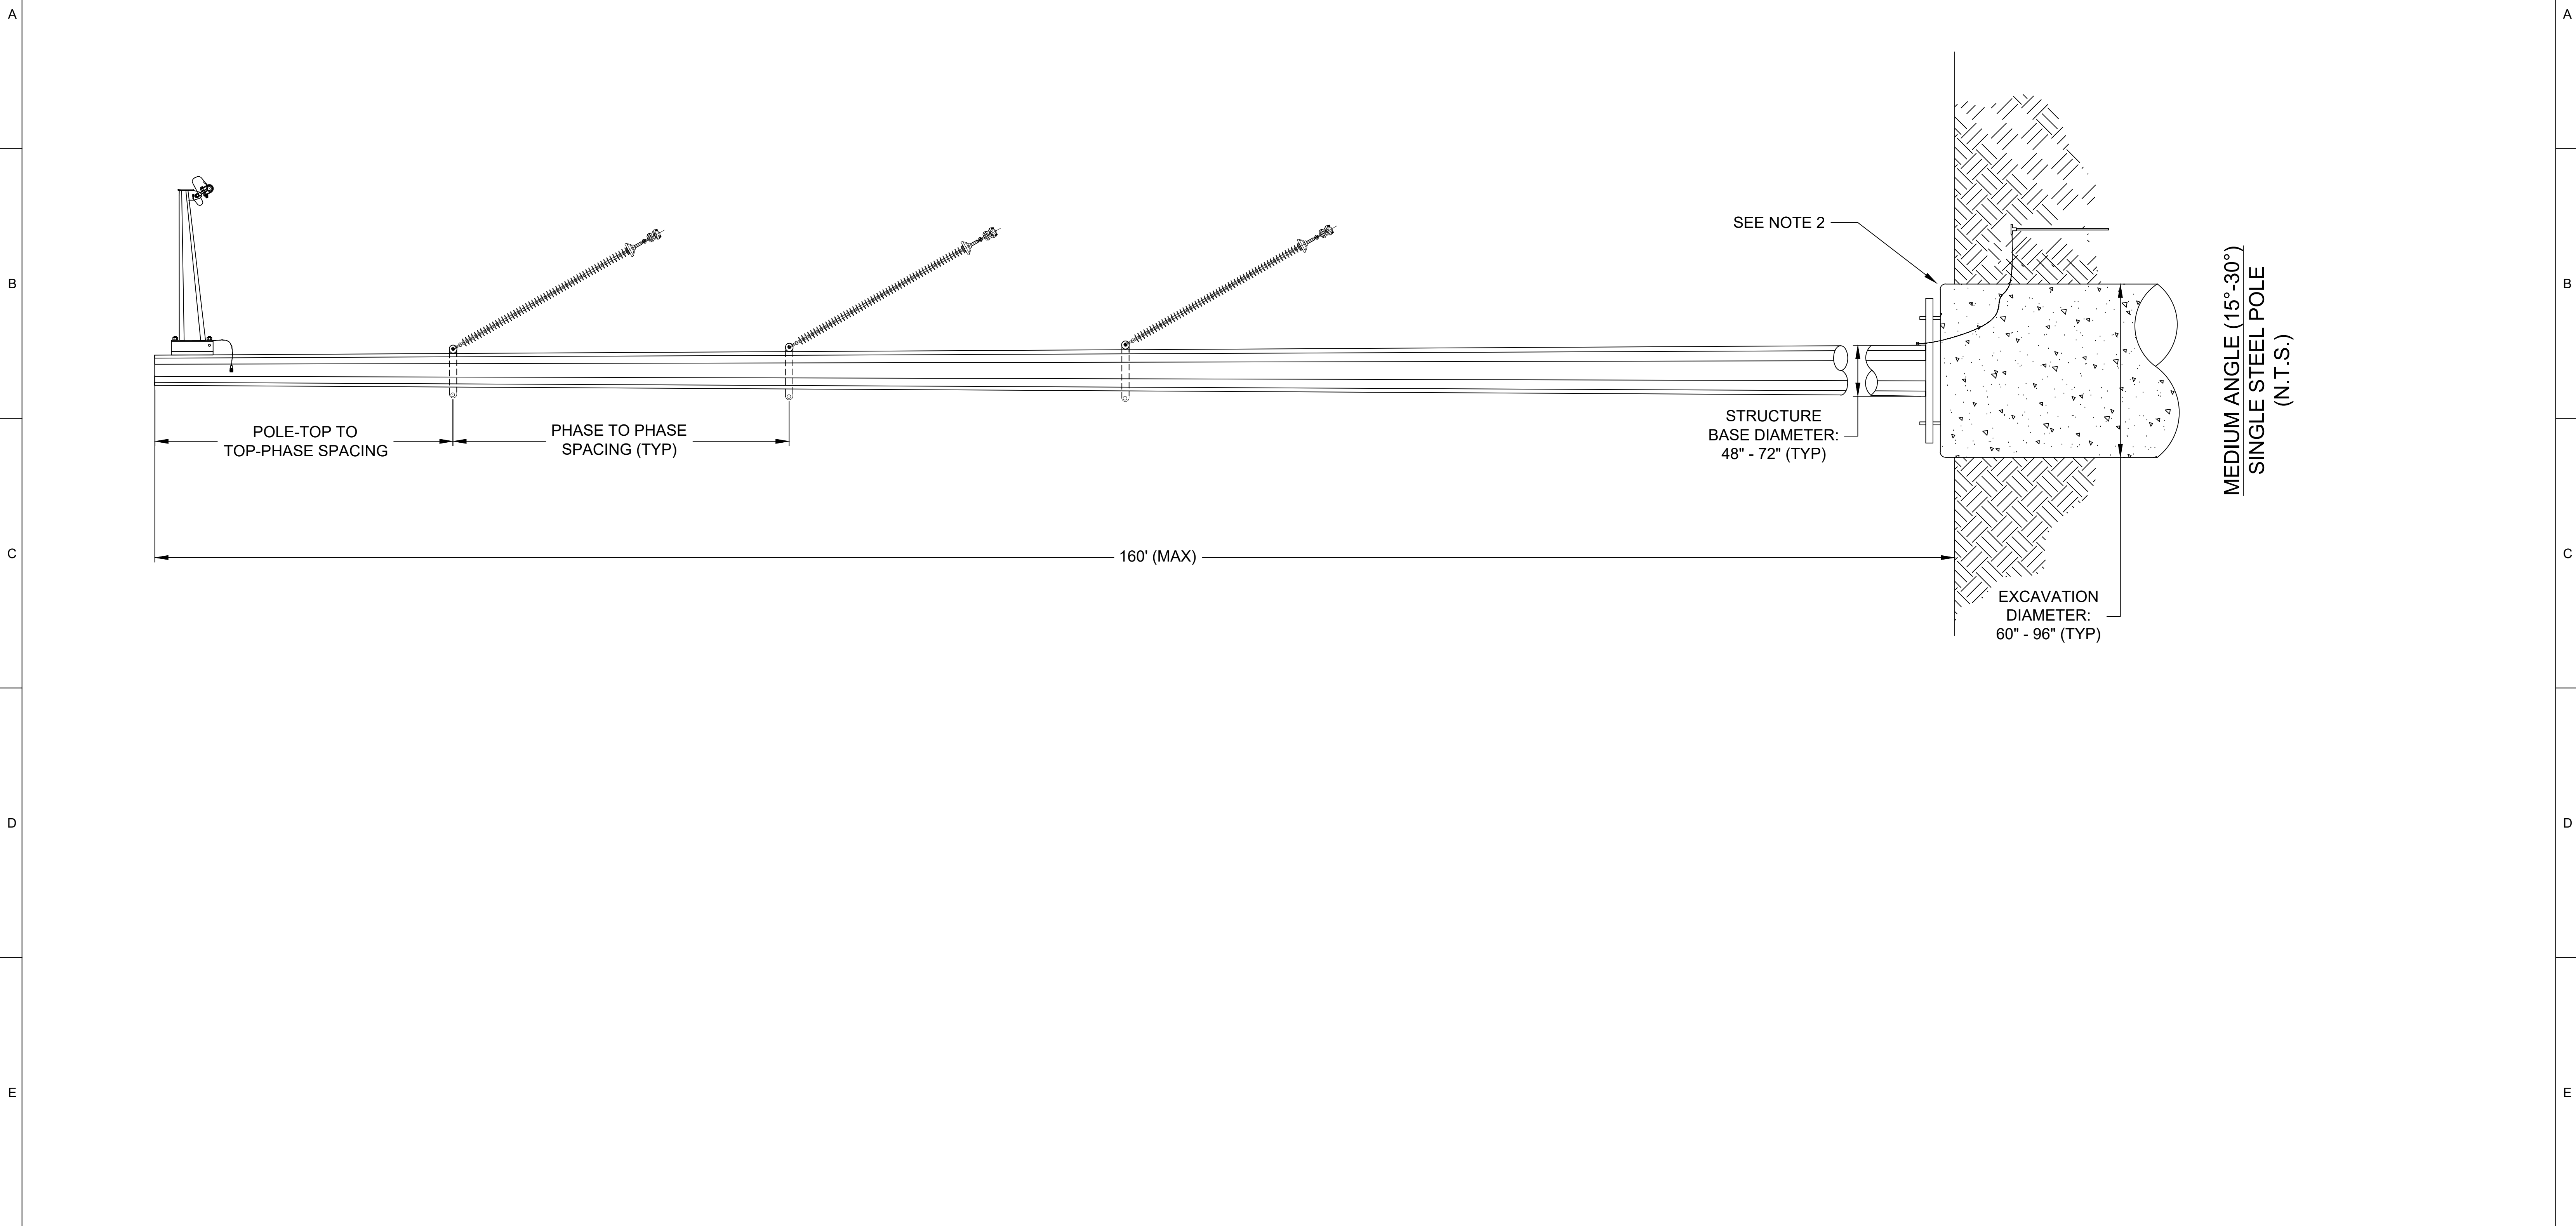 A
A
SEE NOTE 2
B
B
MEDIUM ANGLE (15°-30°)
SINGLE STEEL POLE
(N.T.S.)
POLE-TOP TO
TOP-PHASE SPACING
PHASE TO PHASE
SPACING (TYP)
STRUCTURE
BASE DIAMETER:
48" - 72" (TYP)
C
C
160' (MAX)
EXCAVATION
DIAMETER:
60" - 96" (TYP)
D
D
E
E